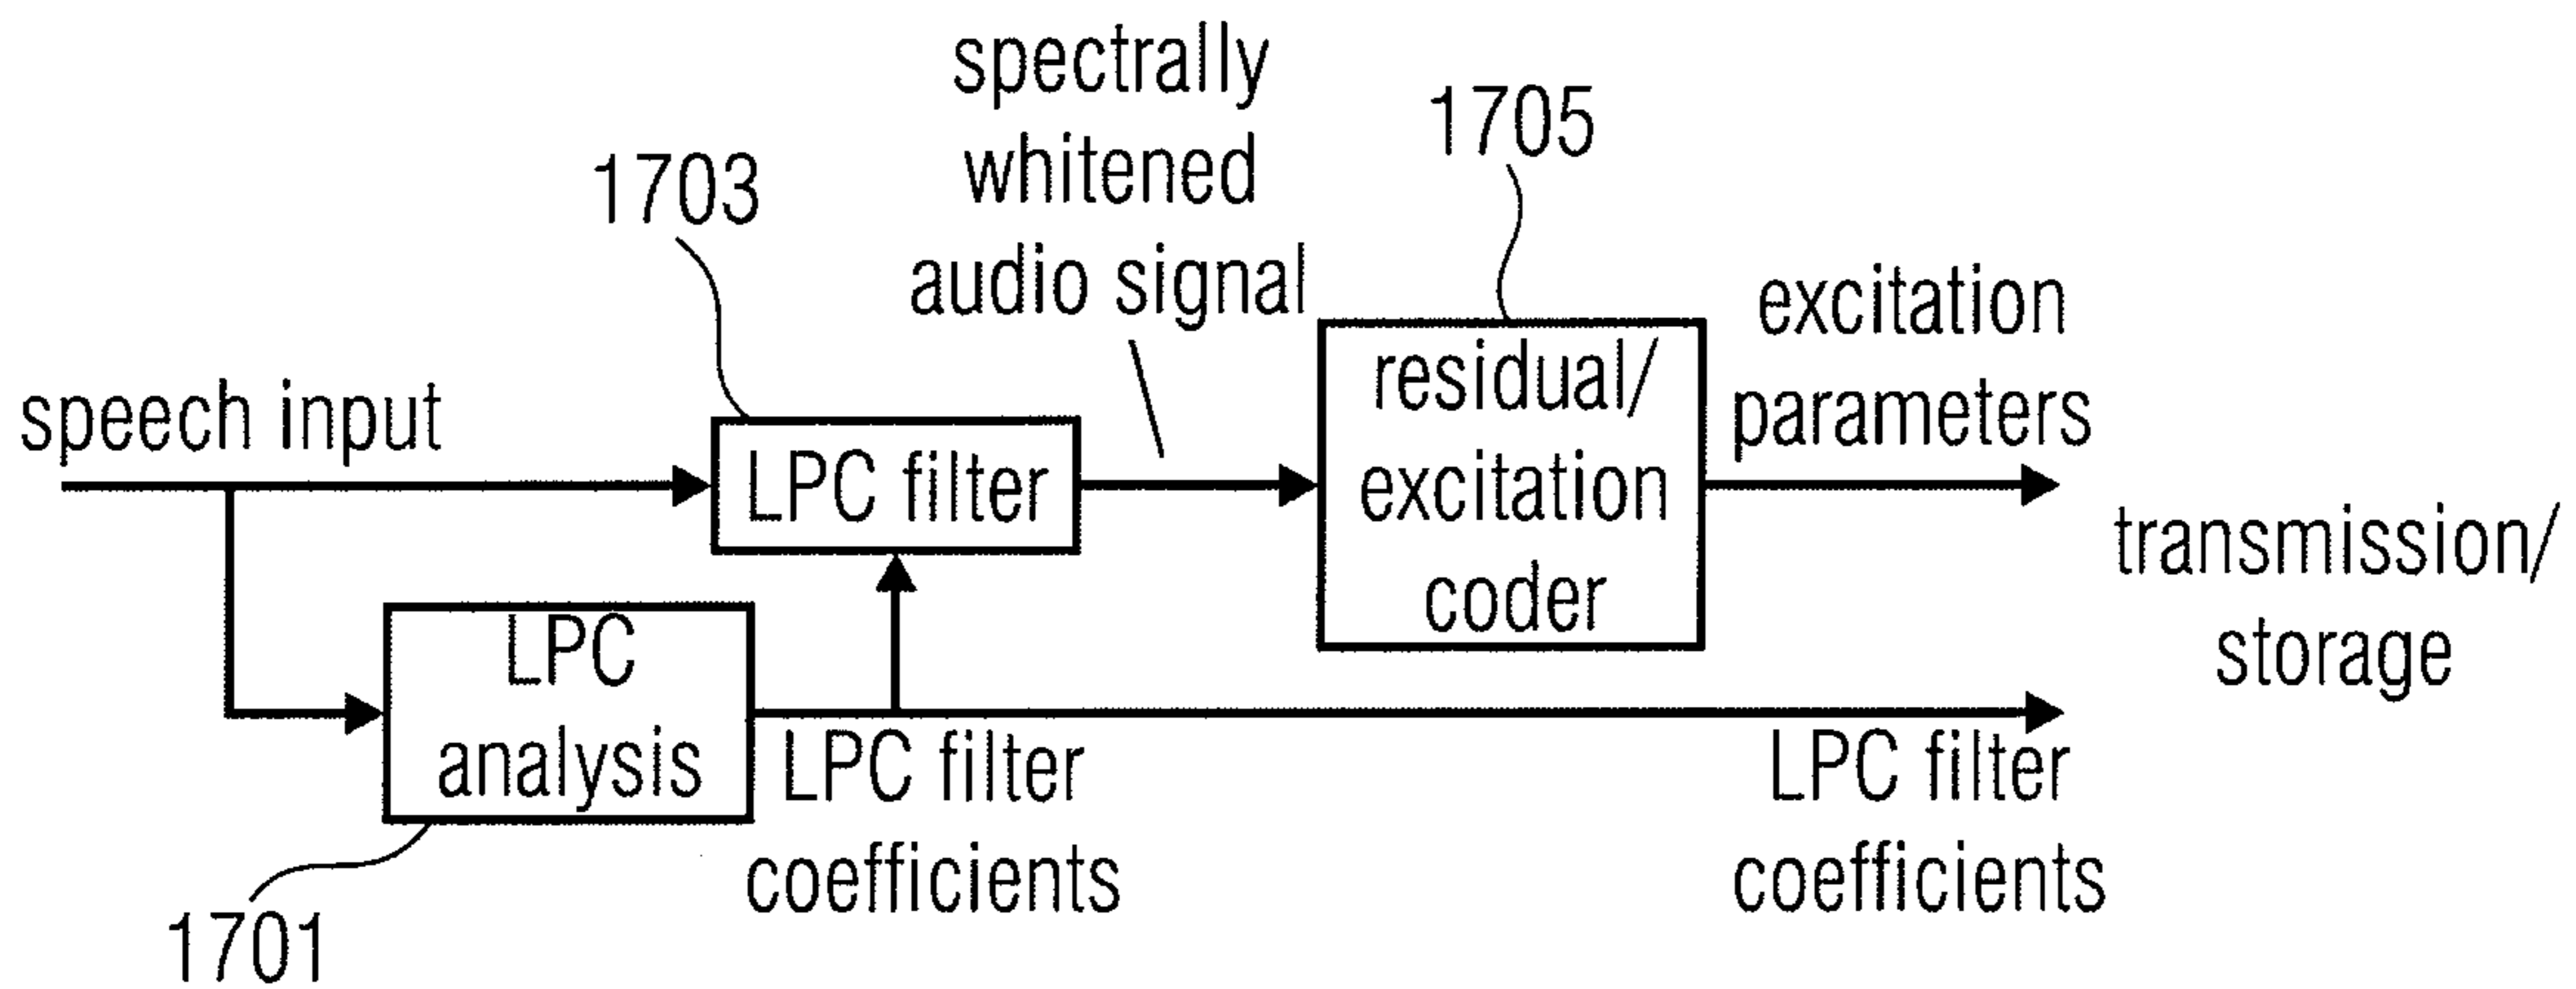 spectrally
whitened
audio signal
1703
1705
speech input
LPC filter
residual/
excitation
coder
excitation
parameters
transmission/
storage
LPC
analysis
LPC filter
coefficients
LPC filter
coefficients
1701